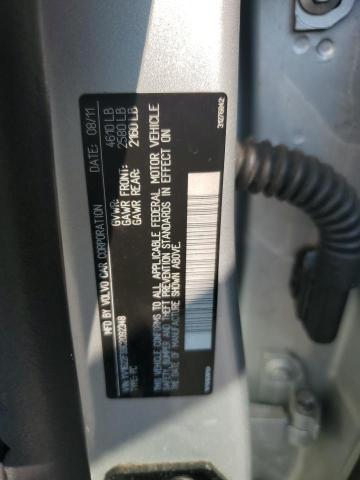 MFD BY VOLVO CAR CORPORATION DATE: 08/11
GVWR: 4610 LB
GAWR FRONT: 2580 LB
GAWR REAR: 2160 LB
THIS VEHICLE CONFORMS TO ALL APPLICABLE FEDERAL MOTOR VEHICLE
SAFETY, BUMPER AND THEFT PREVENTION STANDARDS IN EFFECT ON
THE DATE OF MANUFACTURE SHOWN ABOVE.
TYPE: PC